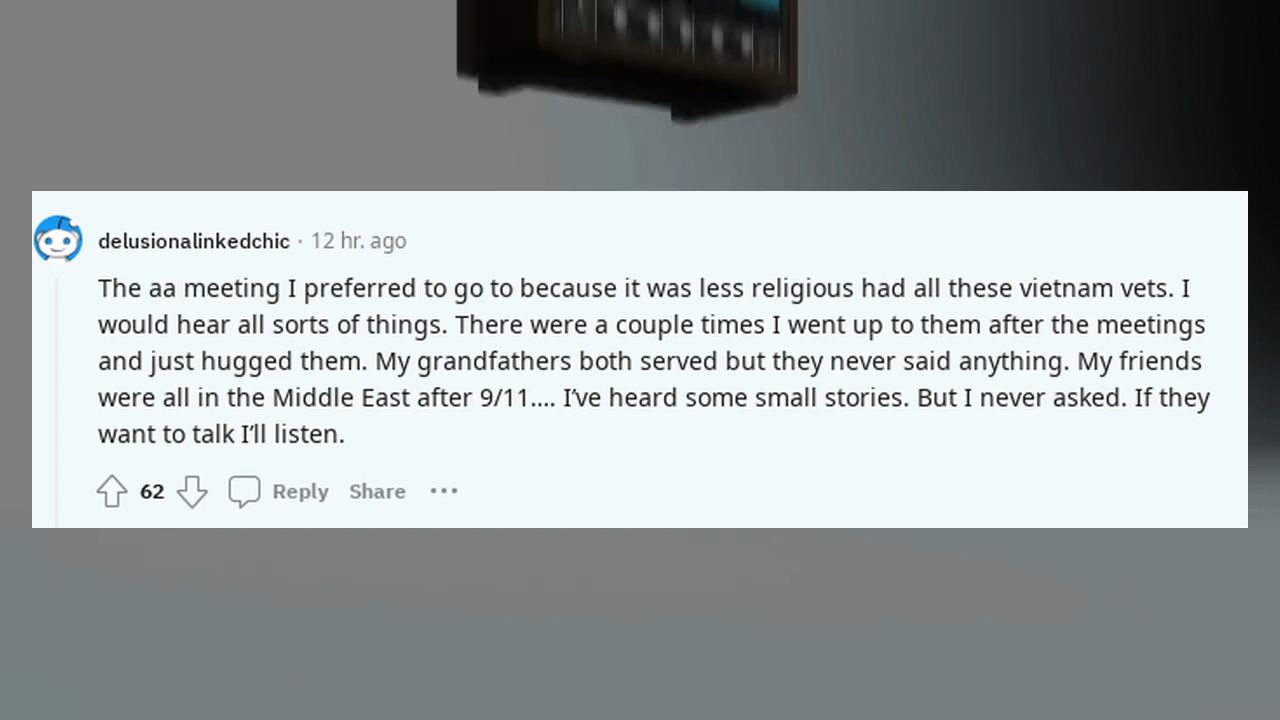 delusionalinkedchic · 12 hr. ago
The aa meeting I preferred to go to because it was less religious had all these vietnam vets. I
would hear all sorts of things. There were a couple times I went up to them after the meetings
and just hugged them. My grandfathers both served but they never said anything. My friends
were all in the Middle East after 9/11.... I've heard some small stories. But I never asked. If they
want to talk I'll listen.
62 Reply Share